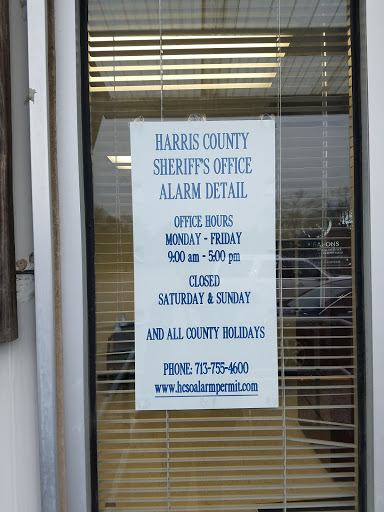 HARRIS COUNTY
SHERIFF'S OFFICE
ALARM DETAIL
OFFICE HOURS
MONDAY - FRIDAY
9:00 am - 5:00 pm
CLOSED
SATURDAY & SUNDAY
AND ALL COUNTY HOLIDAYS
PHONE: 713-755-4600
www.hcsoalarmpermit.com